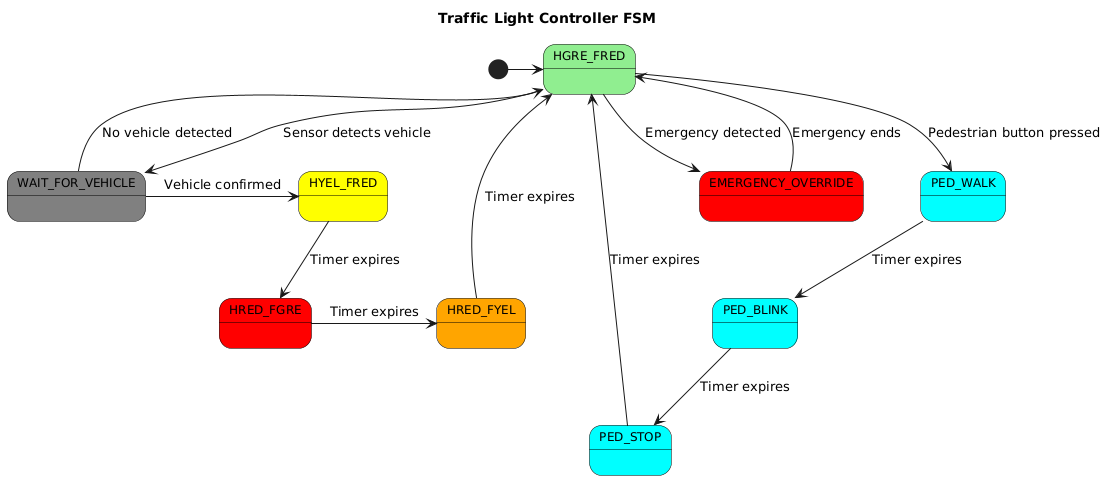 Traffic Light Controller FSM
HGRE_FRED
No vehicle detected
Sensor detects vehicle
Emergency detected
Emergency ends
Pedestrian button pressed
WAIT_FOR_VEHICLE
Vehicle confirmed
HYEL_FRED
Timer expires
EMERGENCY_OVERRIDE
PED_WALK
Timer expires
Timer expires
Timer expires
HRED_FGRE
Timer expires
HRED_FYEL
PED_BLINK
Timer expires
PED_STOP